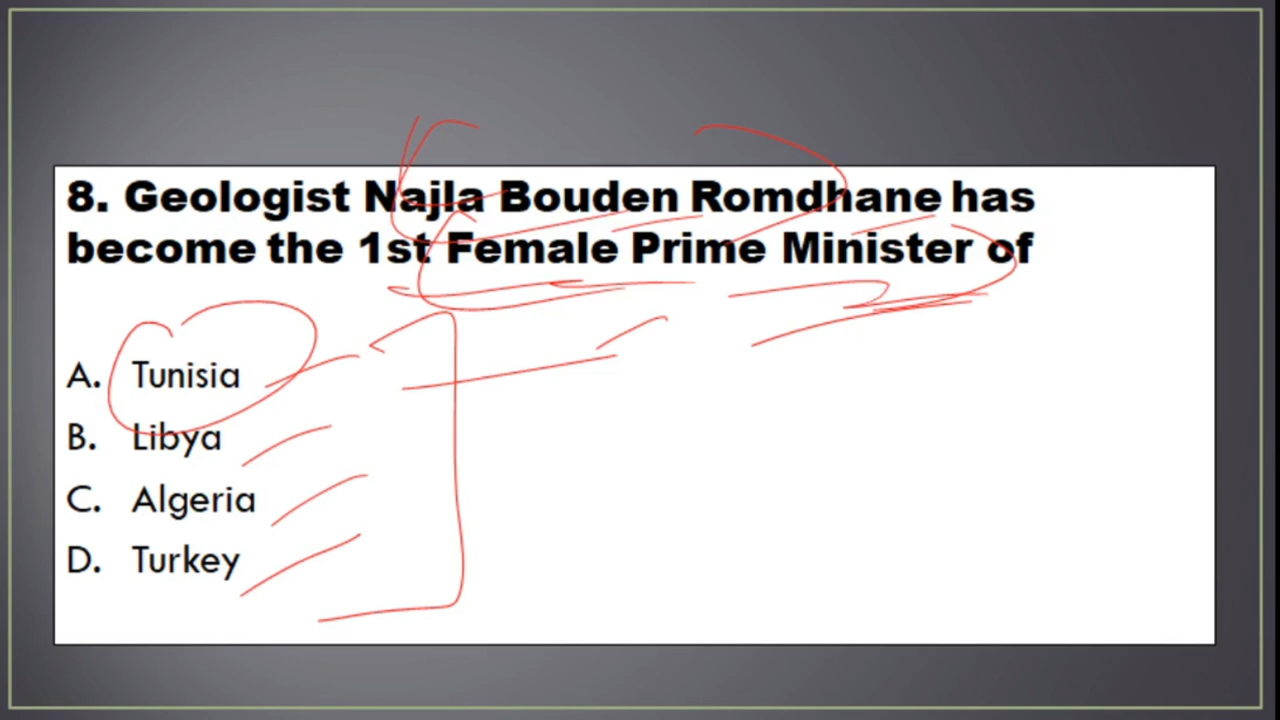 8. Geologist Najla Bouden Romdhane has
become the 1st Female Prime Minister of
A. Tunisia
B. Libya
C. Algeria
D. Turkey